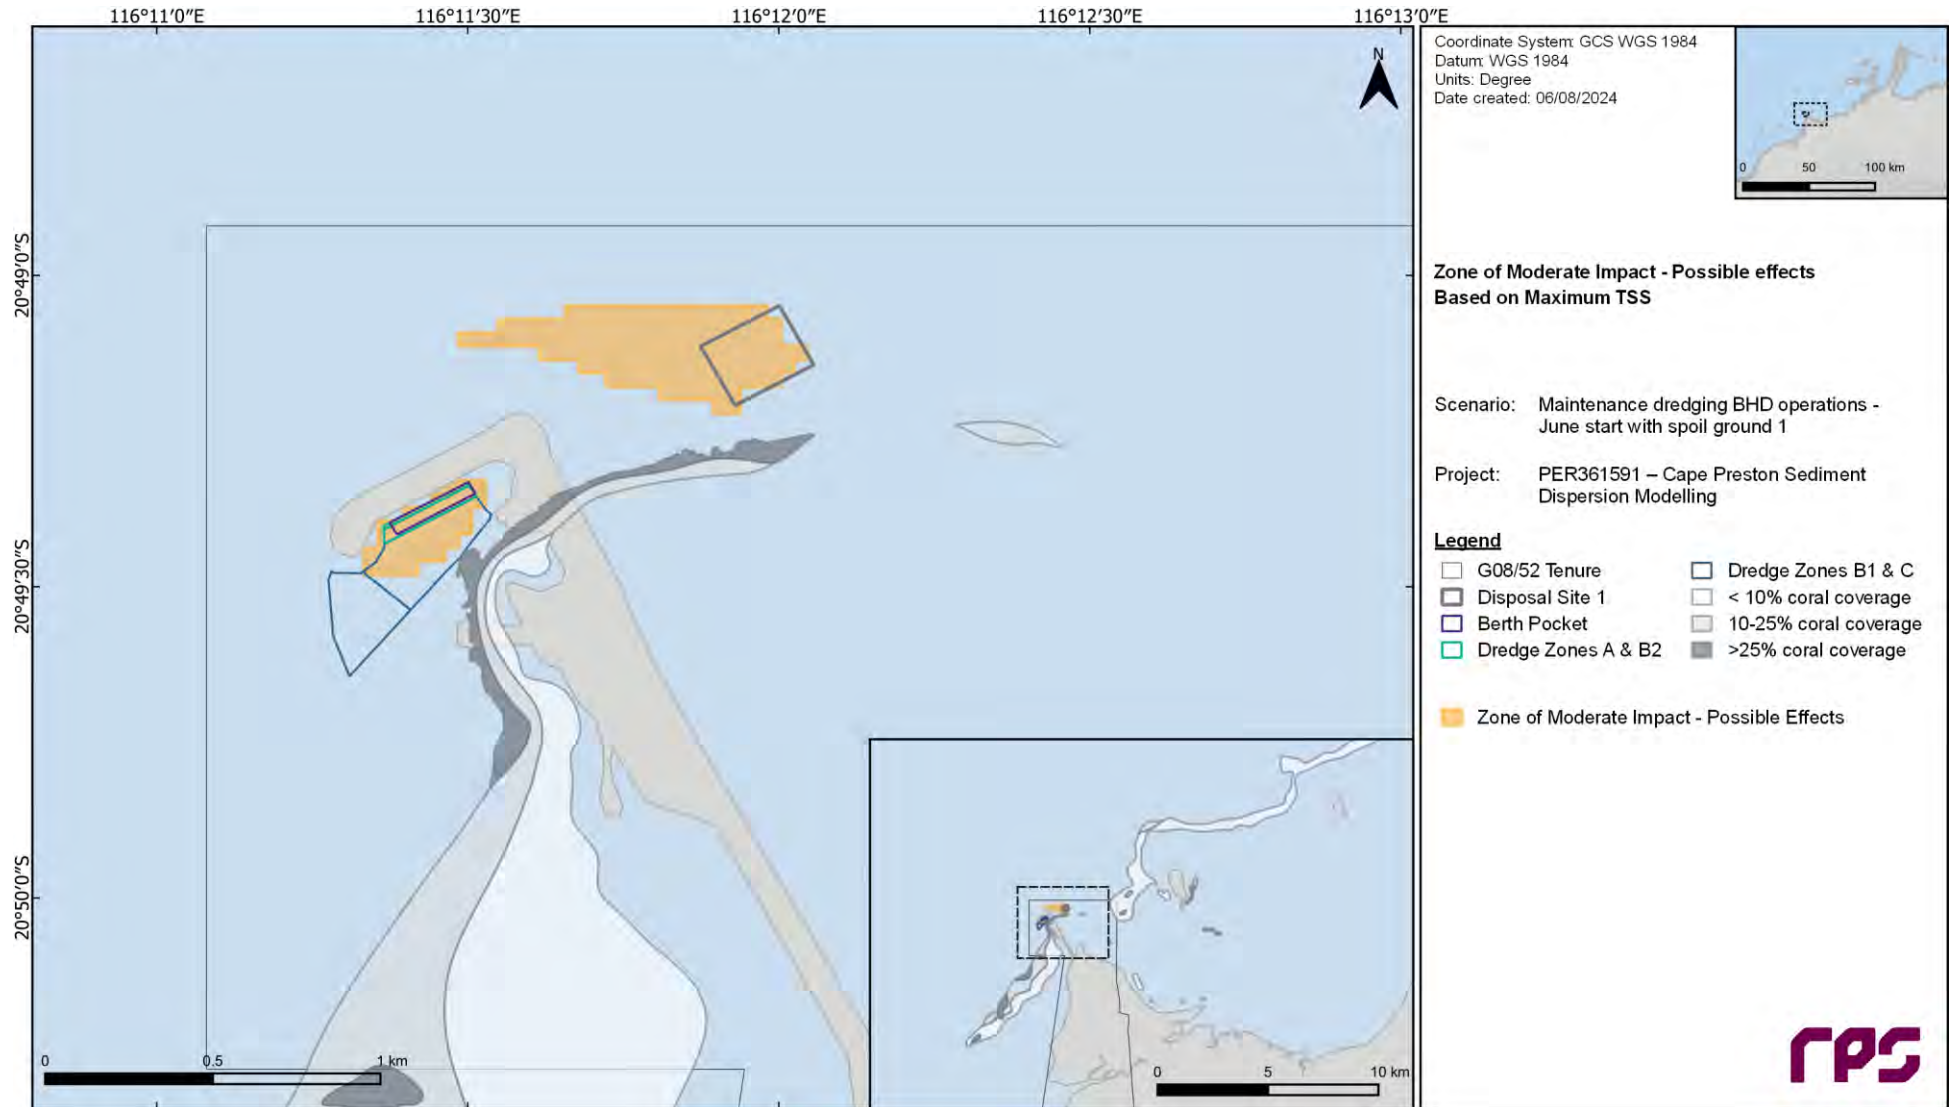 116°11'0"E
116°11'30"E
116°12'0"E
116°12'30"E
116°13'0"E
20°49'0"S
20°49'30"S
20°50'0"S
N
0 0.5 1 km
0 5 10 km
Coordinate System: GCS WGS 1984
Datum: WGS 1984
Units: Degree
Date created: 06/08/2024
0 50 100 km
Zone of Moderate Impact - Possible effects
Based on Maximum TSS
Scenario: Maintenance dredging BHD operations -
June start with spoil ground 1
Project: PER361591 – Cape Preston Sediment
Dispersion Modelling
Legend
G08/52 Tenure
Disposal Site 1
Berth Pocket
Dredge Zones A & B2
Dredge Zones B1 & C
< 10% coral coverage
10-25% coral coverage
>25% coral coverage
Zone of Moderate Impact - Possible Effects
rps